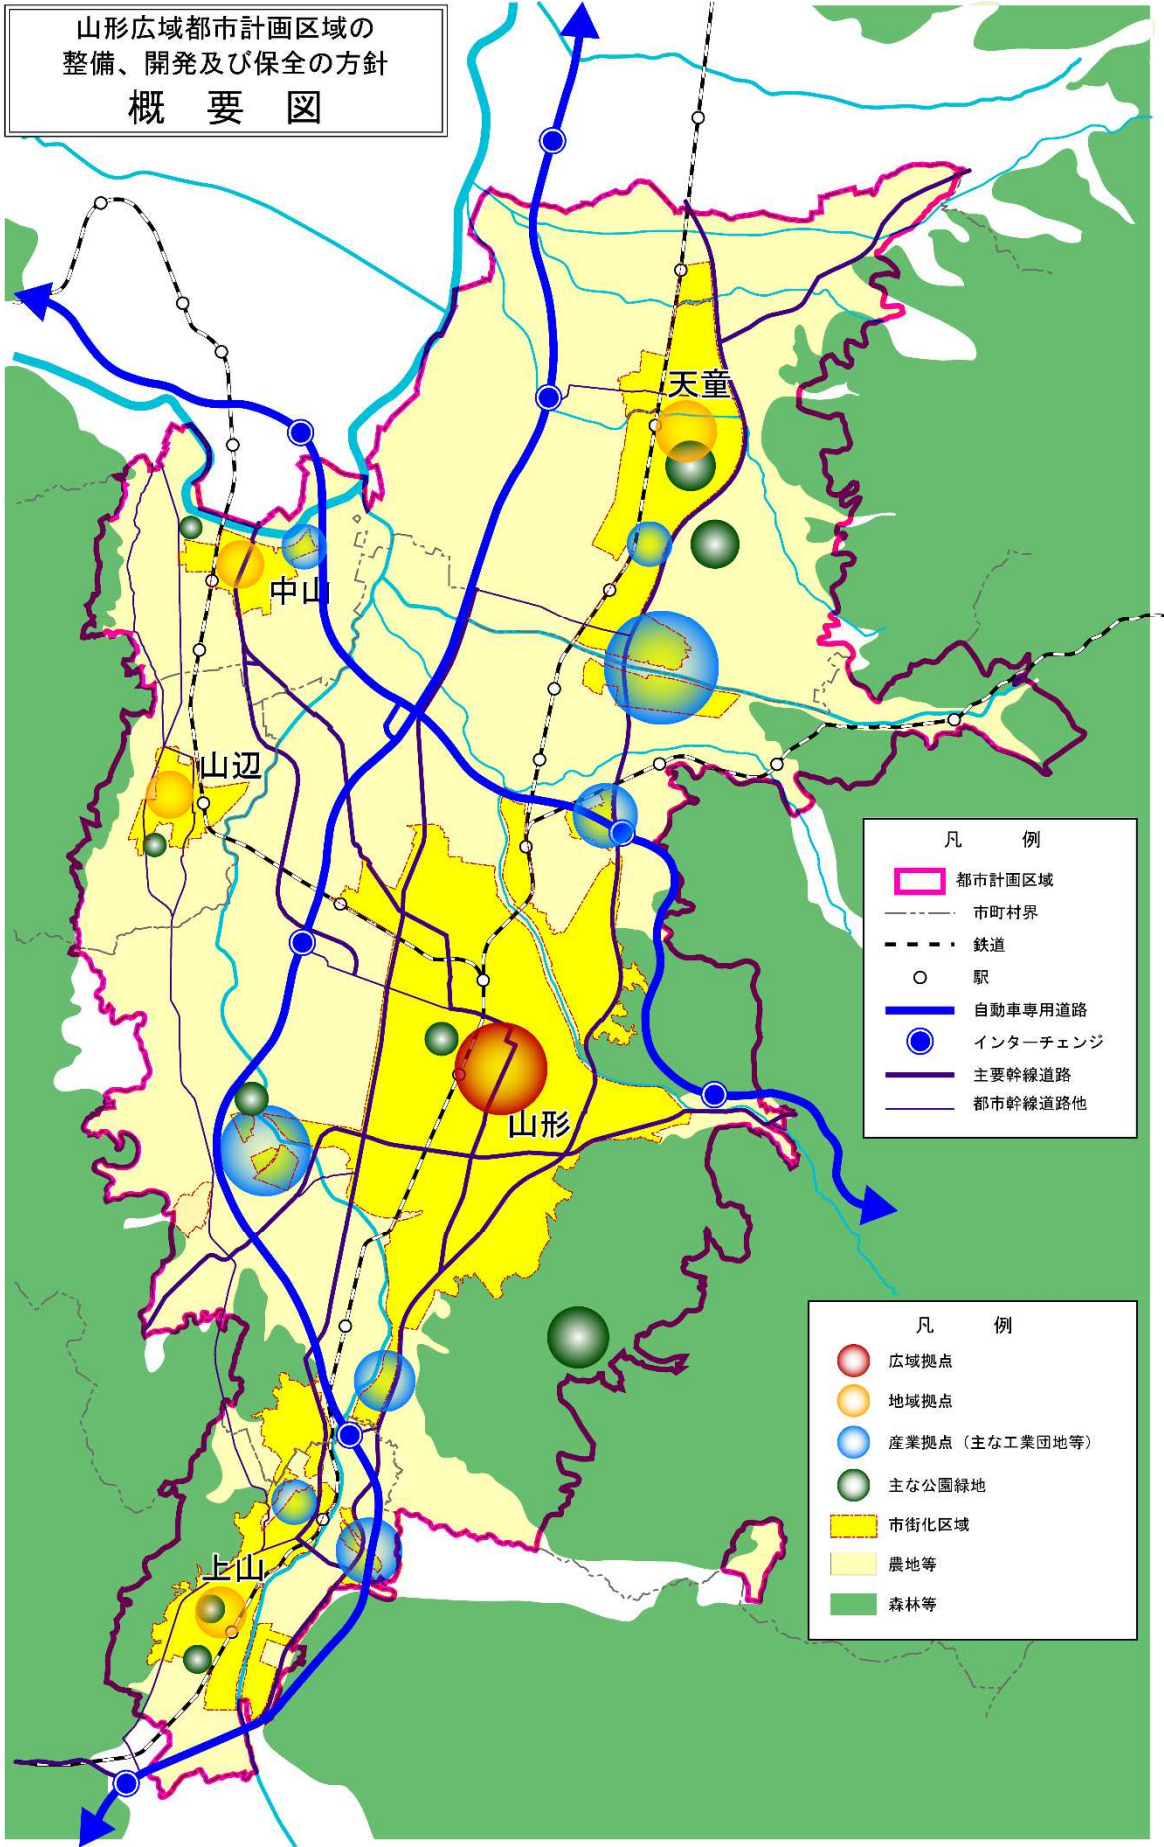 山形広域都市計画区域の
整備、開発及び保全の方針
概 要 図
天童
中山
山辺
山形
上山
凡 例
都市計画区域
市町村界
鉄道
駅
自動車専用道路
インターチェンジ
主要幹線道路
都市幹線道路他
凡 例
広域拠点
地域拠点
産業拠点（主な工業団地等）
主な公園緑地
市街化区域
農地等
森林等